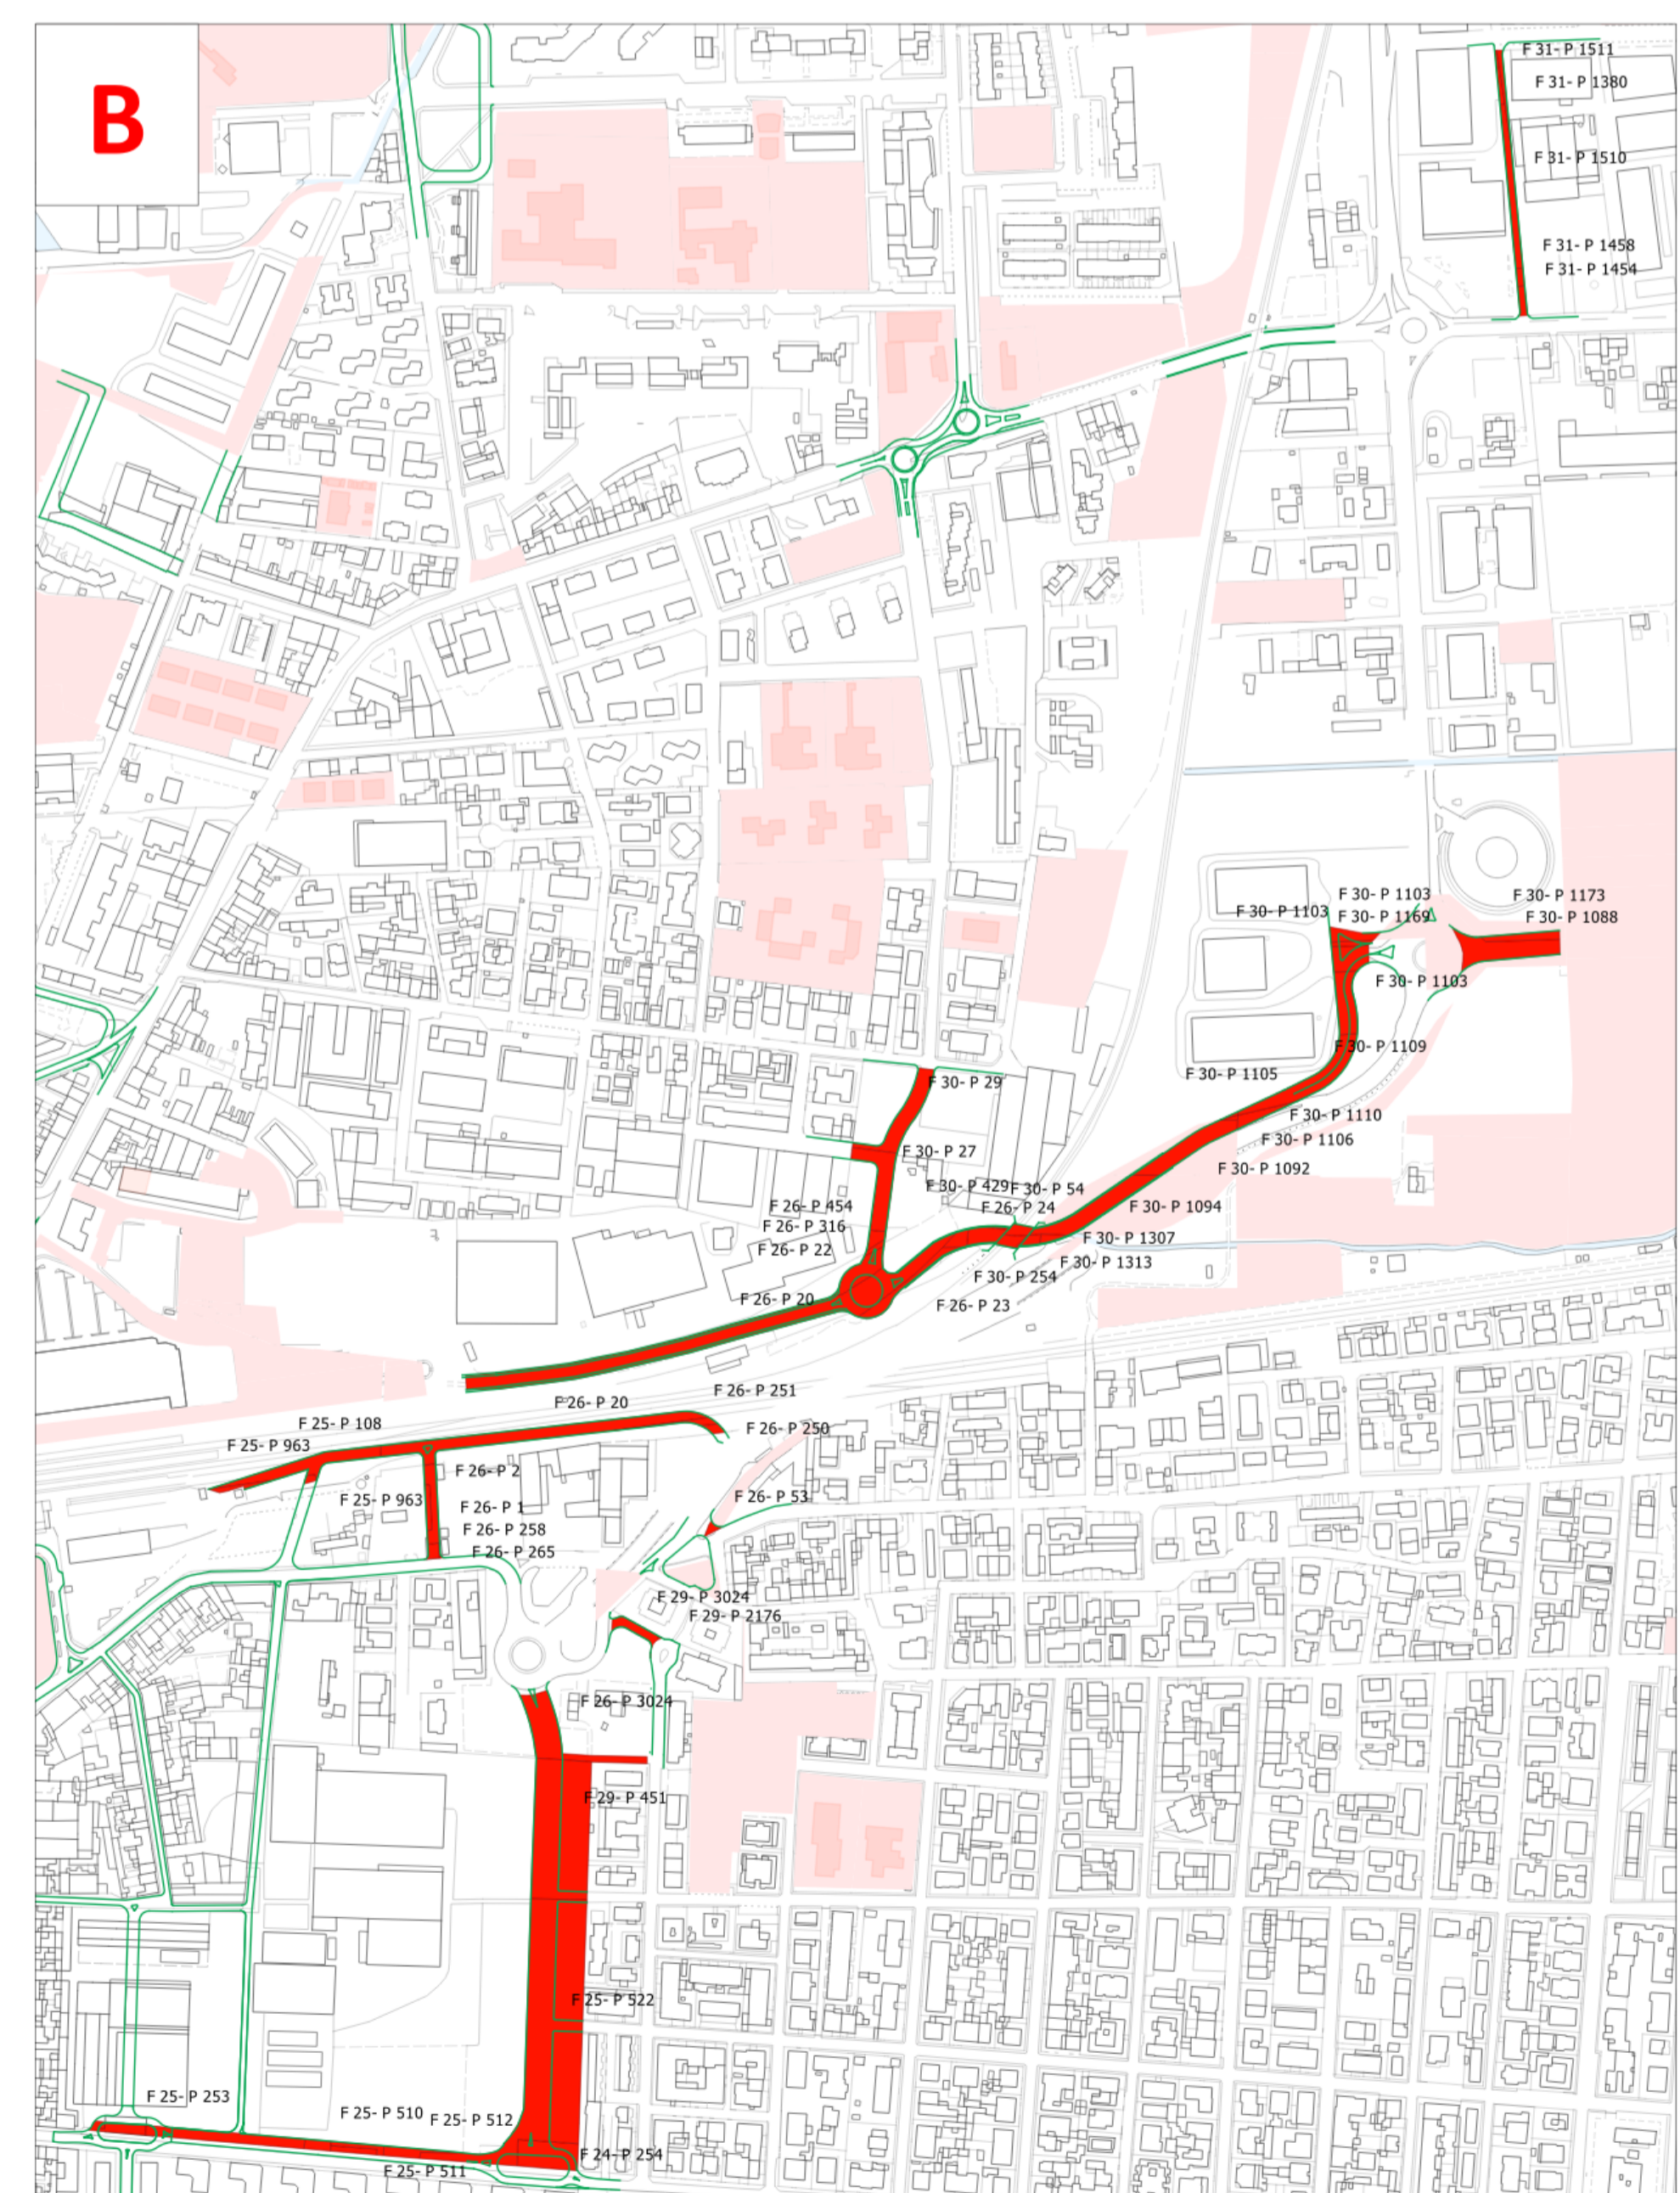 B
F 31- P 1511
F 31- P 1380
F 31- P 1510
F 31- P 1458
F 31- P 1454
F 30- P 1103
F 30- P 1173
F 30- P 1103
F 30- P 1169
F 30- P 1088
F 30- P 1103
F 30- P 1109
F 30- P 1105
F 30- P 29
F 30- P 1110
F 30- P 1106
F 30- P 27
F 30- P 1092
F 30- P 429
F 30- P 54
F 26- P 454
F 26- P 24
F 30- P 1094
F 26- P 316
F 30- P 1307
F 26- P 22
F 30- P 1313
F 30- P 254
F 26- P 20
F 26- P 23
F 26- P 251
F 26- P 20
F 25- P 108
F 26- P 250
F 25- P 963
F 26- P 2
F 26- P 53
F 25- P 963
F 26- P 1
F 26- P 258
F 26- P 265
F 29- P 3024
F 29- P 2176
F 26- P 3024
F 29- P 451
F 25- P 522
F 25- P 253
F 25- P 510
F 25- P 512
F 24- P 254
F 25- P 511